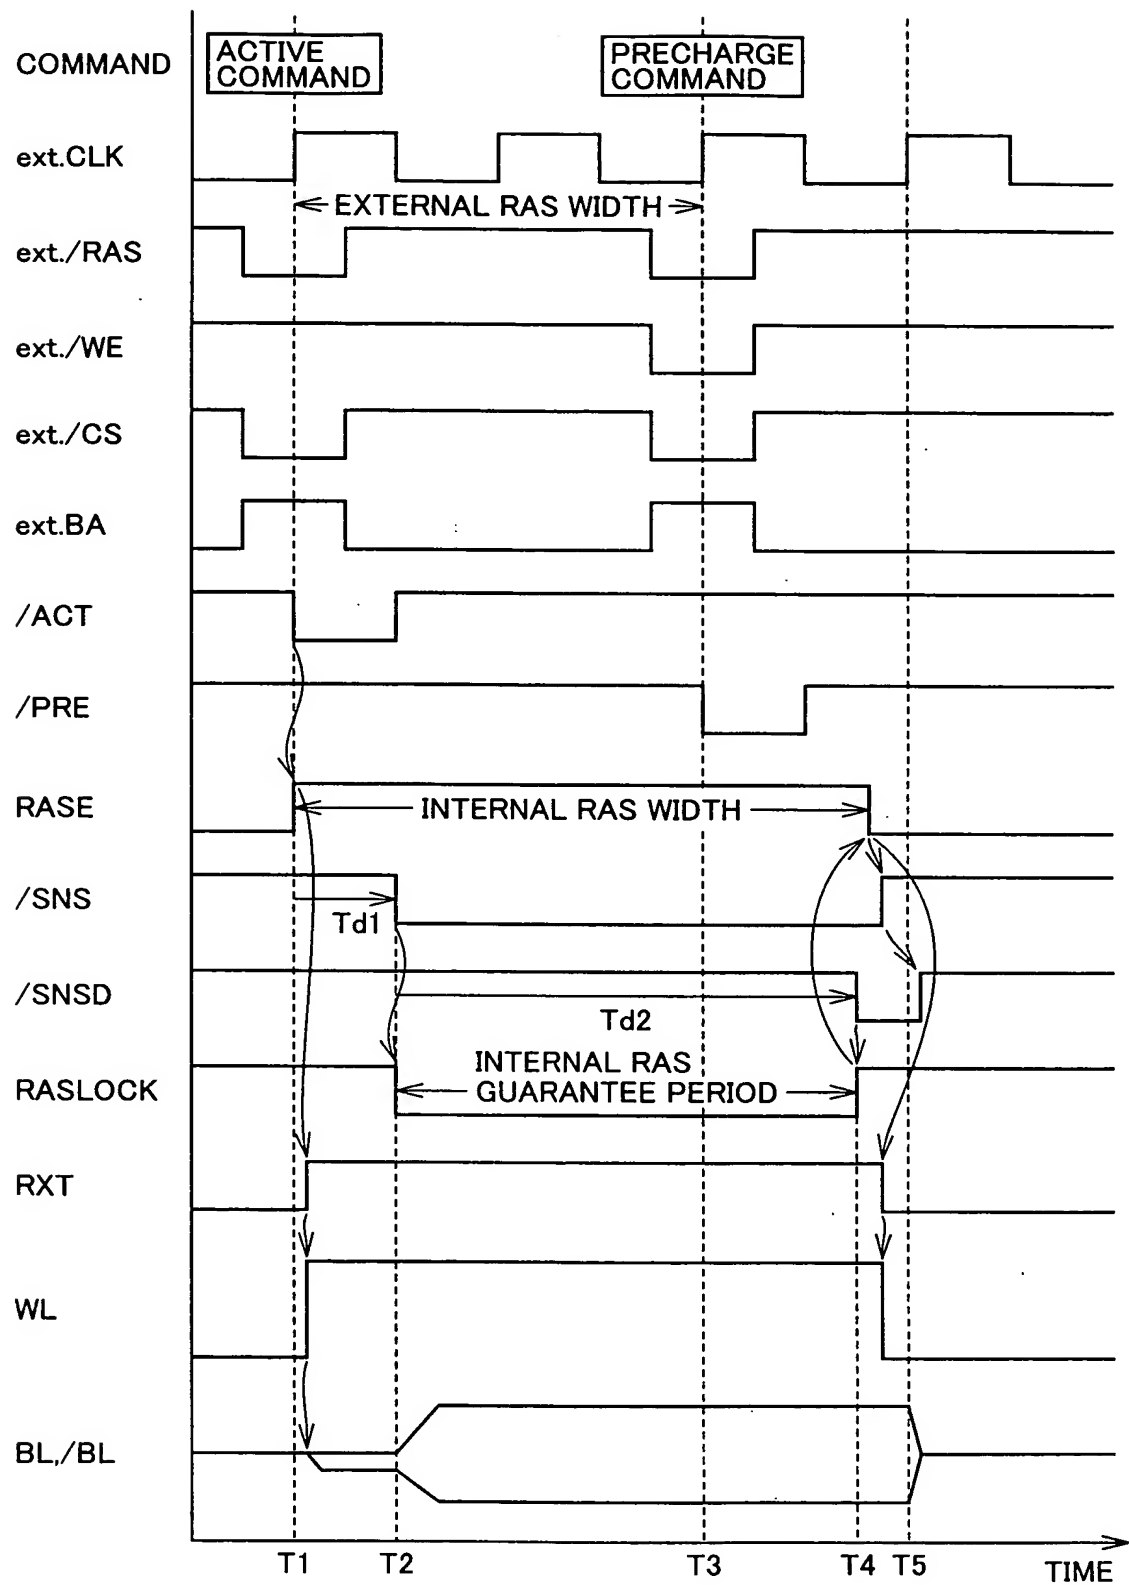 COMMAND
ACTIVE
COMMAND
PRECHARGE
COMMAND
ext.CLK
EXTERNAL RAS WIDTH
ext./RAS
ext./WE
ext./CS
ext.BA
/ACT
/PRE
RASE
INTERNAL RAS WIDTH
/SNS
Td1
/SNSD
Td2
RASLOCK
INTERNAL RAS
GUARANTEE PERIOD
RXT
WL
BL,/BL
T1 T2 T3 T4 T5 TIME